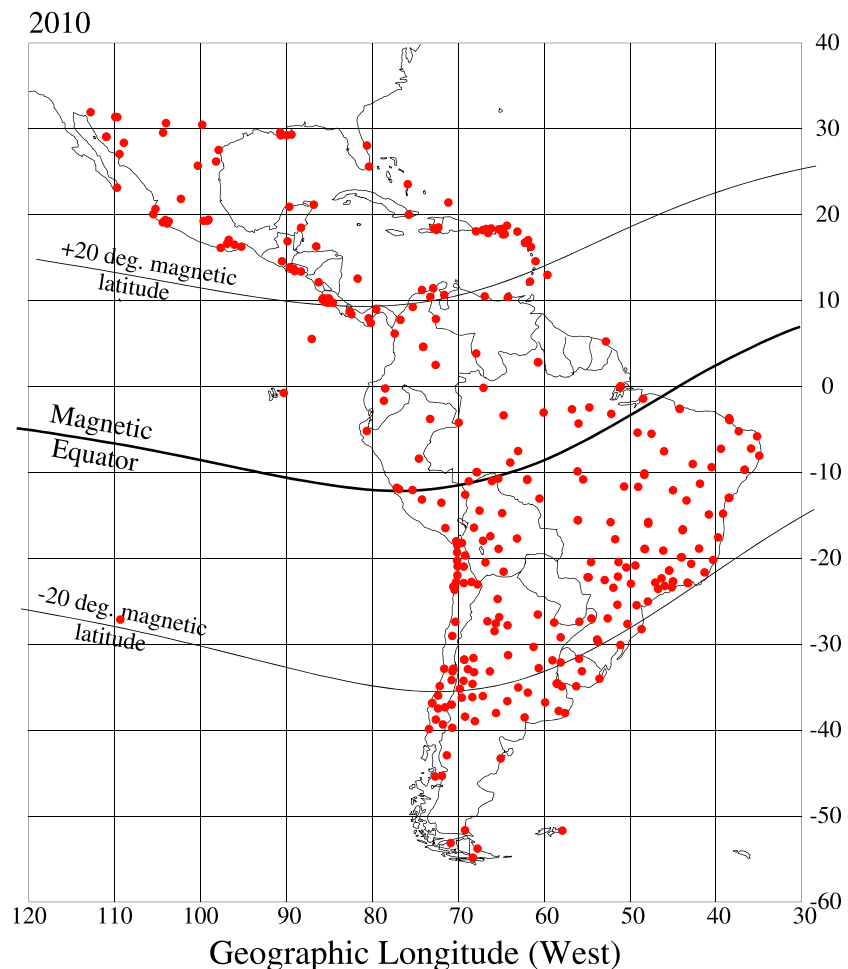 2010
40
30
20
+20 deg. magnetic
latitude
10
0
Magnetic
Equator
-10
-20
-20 deg. magnetic
latitude
-30
-40
-50
-60
120 110 100 90 80 70 60 50 40 30
Geographic Longitude (West)